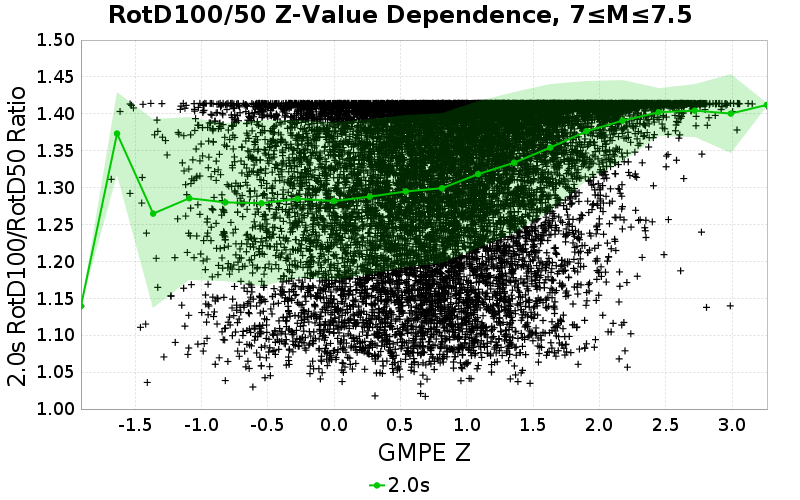 RotD100/50 Z-Value Dependence, 7≤M≤7.5
1.50
1.45
1.40
1.35
1.30
1.25
1.20
1.15
1.10
1.05
1.00
2.0s RotD100/RotD50 Ratio
-1.5 -1.0 -0.5 0.0 0.5 1.0 1.5 2.0 2.5 3.0
GMPE Z
2.0s